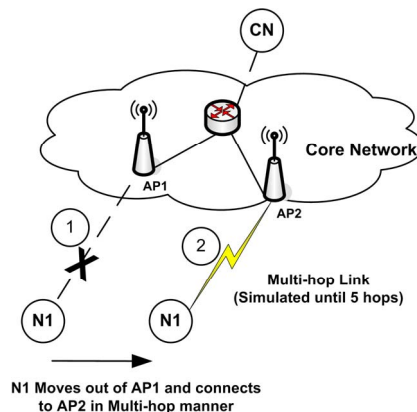 CN
Core Network
AP1
AP2
1
2
Multi-hop Link
(Simulated until 5 hops)
N1
N1
N1 Moves out of AP1 and connects
to AP2 in Multi-hop manner